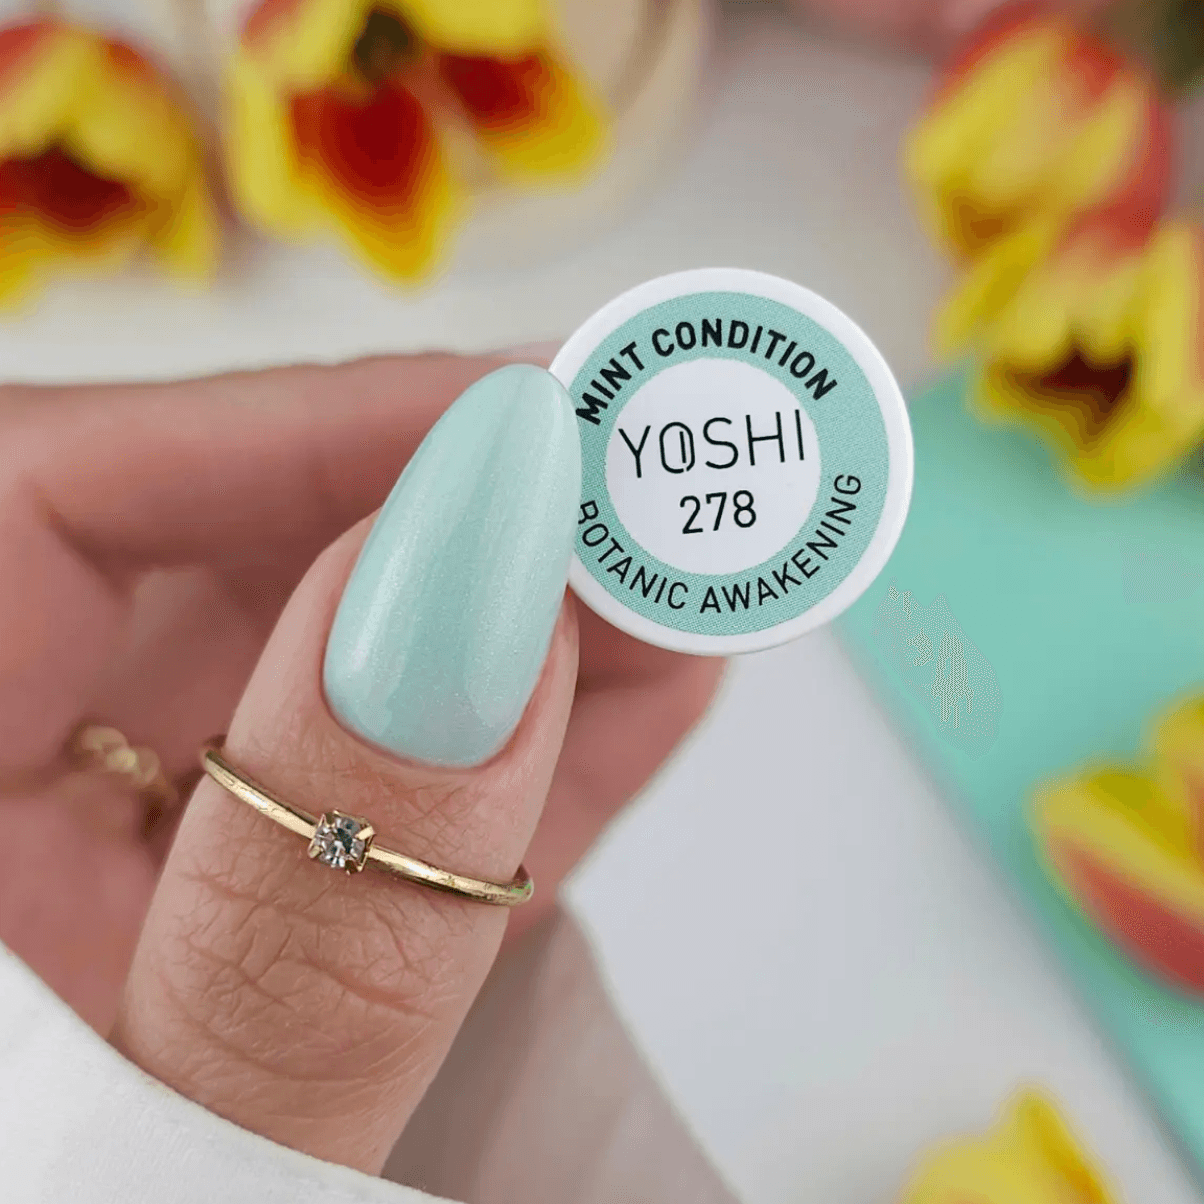 MINT CONDITION
YOSHI
278
BOTANIC AWAKENING